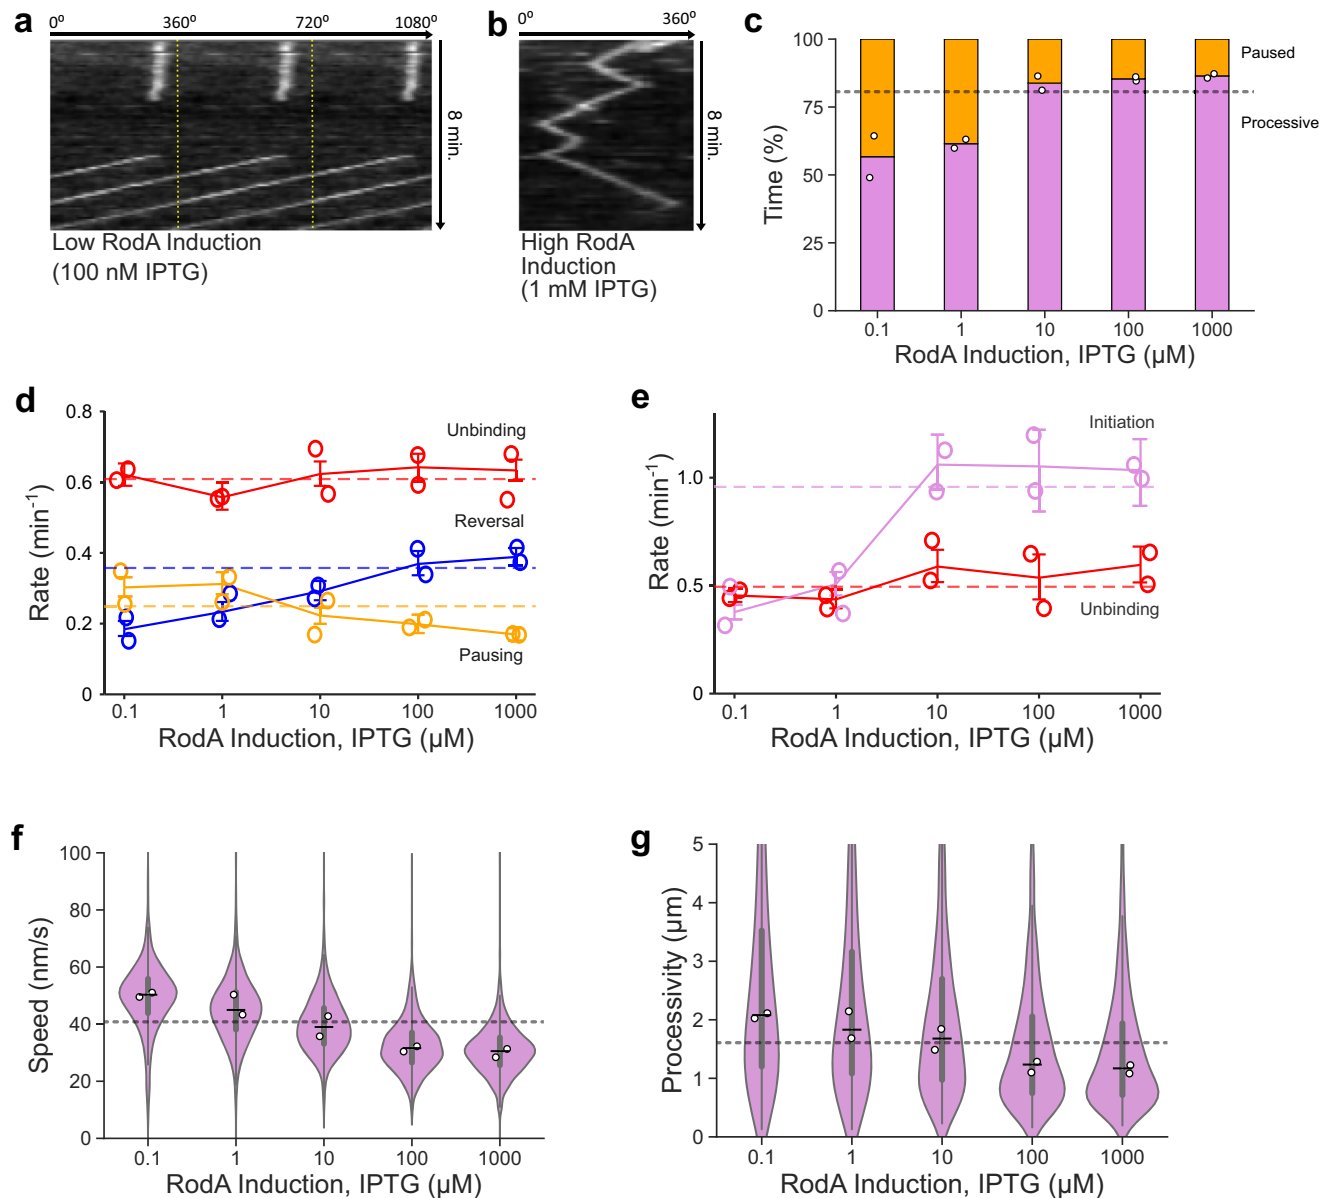 a
0º 360º 720º 1080º
8 min.
Low RodA Induction
(100 nM IPTG)
b
0º 360º
8 min.
High RodA
Induction
(1 mM IPTG)
c
100
75
50
25
0
Time (%)
Paused
Processive
0.1 1 10 100 1000
RodA Induction, IPTG (µM)
d
0.8
0.6
0.4
0.2
0
Rate (min-1)
Unbinding
Reversal
Pausing
0.1 1 10 100 1000
RodA Induction, IPTG (µM)
e
1.0
0.5
0
Rate (min-1)
Initiation
Unbinding
0.1 1 10 100 1000
RodA Induction, IPTG (µM)
f
100
80
60
40
20
0
Speed (nm/s)
0.1 1 10 100 1000
RodA Induction, IPTG (µM)
g
5
4
3
2
1
0
Processivity (µm)
0.1 1 10 100 1000
RodA Induction, IPTG (µM)